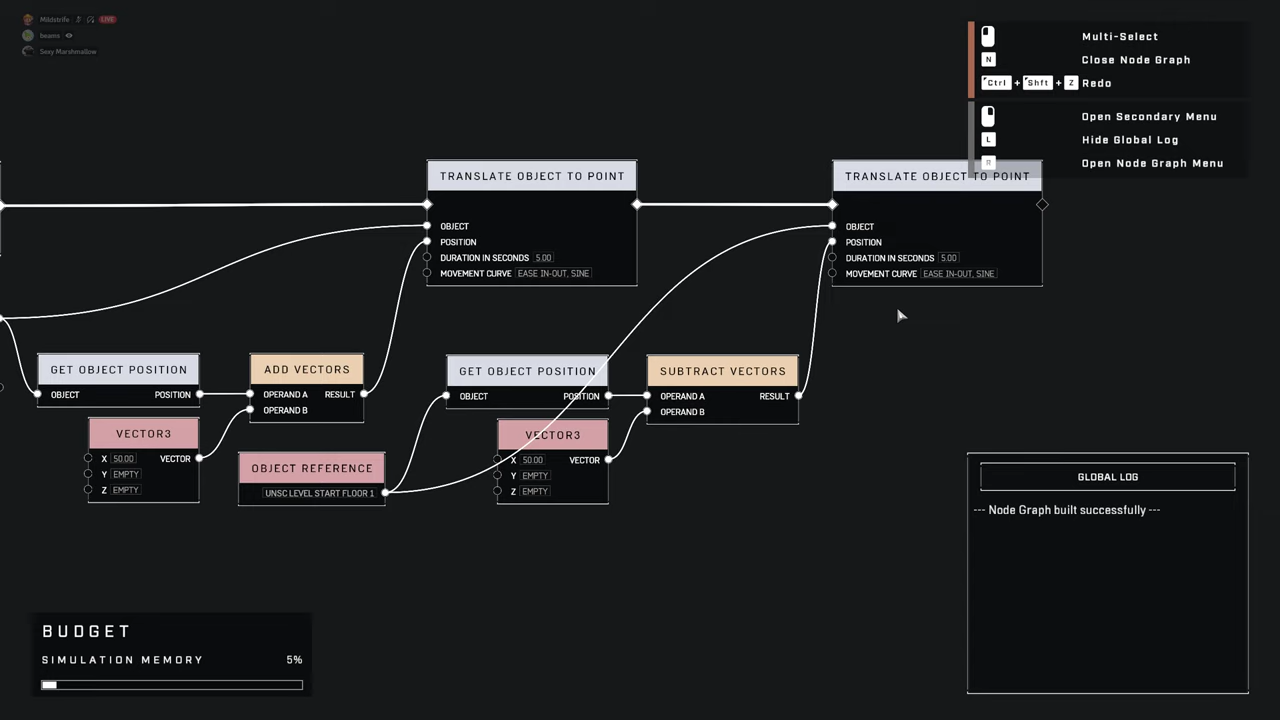 Mildstrife LIVE
beams
Sexy Marshmallow
Multi-Select
N Close Node Graph
Ctrl + Shft + Z Redo
Open Secondary Menu
L Hide Global Log
R Open Node Graph Menu
TRANSLATE OBJECT TO POINT
OBJECT
POSITION
DURATION IN SECONDS 5.00
MOVEMENT CURVE EASE IN-OUT, SINE
TRANSLATE OBJECT TO POINT
OBJECT
POSITION
DURATION IN SECONDS 5.00
MOVEMENT CURVE EASE IN-OUT, SINE
GET OBJECT POSITION
OBJECT POSITION
ADD VECTORS
OPERAND A RESULT
OPERAND B
VECTOR3
X 50.00 VECTOR
Y EMPTY
Z EMPTY
OBJECT REFERENCE
UNSC LEVEL START FLOOR 1
GET OBJECT POSITION
OBJECT POSITION
SUBTRACT VECTORS
OPERAND A RESULT
OPERAND B
VECTOR3
X 50.00 VECTOR
Y EMPTY
Z EMPTY
GLOBAL LOG
--- Node Graph built successfully ---
BUDGET
SIMULATION MEMORY 5%